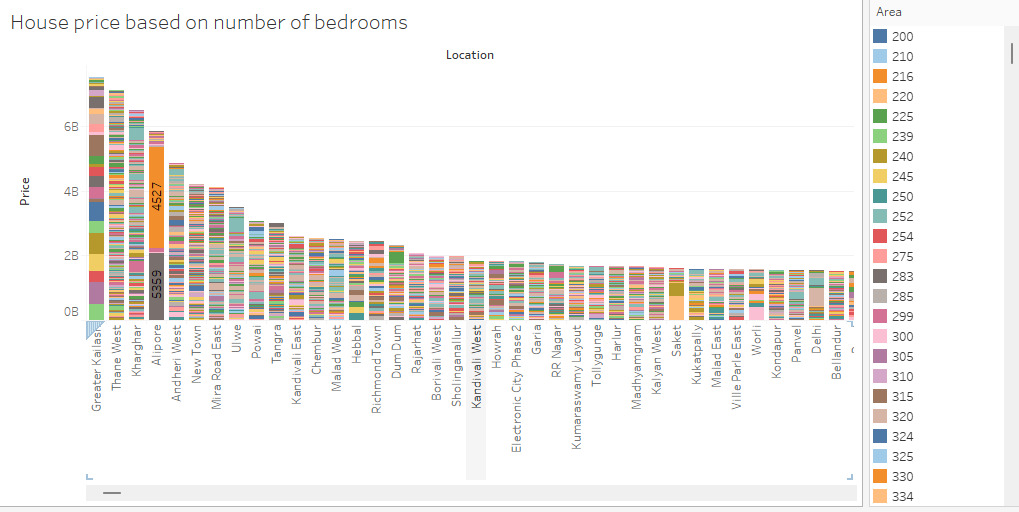 House price based on number of bedrooms
Location
Price
6B
4B
2B
0B
4527
5359
Greater Kailash
Thane West
Kharghar
Alipore
Andheri West
New Town
Mira Road East
Ulwe
Powai
Tangra
Kandivali East
Chembur
Malad West
Hebbal
Richmond Town
Dum Dum
Rajarhat
Borivali West
Sholinganallur
Kandivali West
Howrah
Electronic City Phase 2
Garia
RR Nagar
Kumaraswamy Layout
Tollygunge
Harlur
Madhyamgram
Kalyan West
Saket
Kukatpally
Malad East
Ville Parle East
Worli
Kondapur
Panvel
Delhi
Bellandur
Area
200
210
216
220
225
239
240
245
250
252
254
275
283
285
299
300
305
310
315
320
324
325
330
334